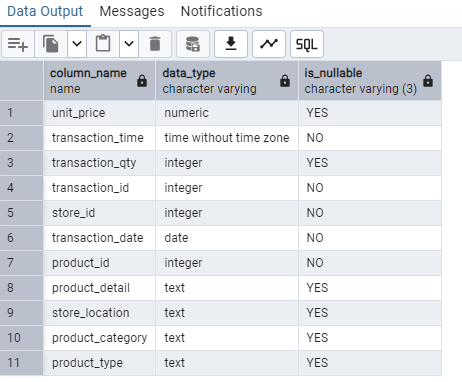 Data Output Messages Notifications
SQL
column_name data_type is_nullable
name character varying character varying (3)
1 unit_price numeric YES
2 transaction_time time without time zone NO
3 transaction_qty integer YES
4 transaction_id integer NO
5 store_id integer NO
6 transaction_date date NO
7 product_id integer NO
8 product_detail text YES
9 store_location text YES
10 product_category text YES
11 product_type text YES